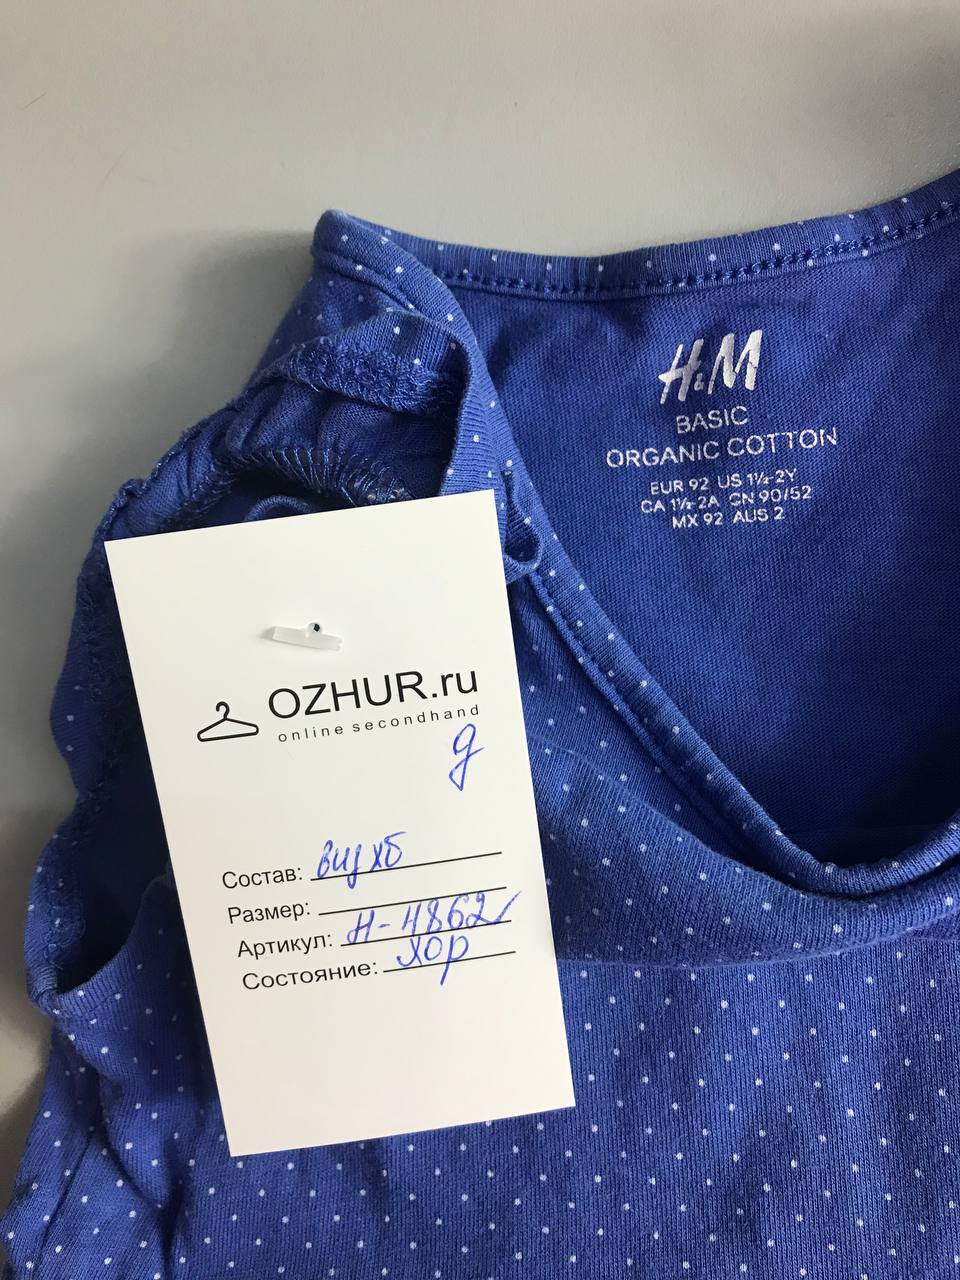 H&M
BASIC
ORGANIC COTTON
EUR 92 US 1½-2Y
CA 1½-2A CN 90/52
MX 92 AUS 2
OZHUR.ru
online secondhand
д
Состав: вид хб
Размер:
Артикул: Н-4862
Состояние: хор